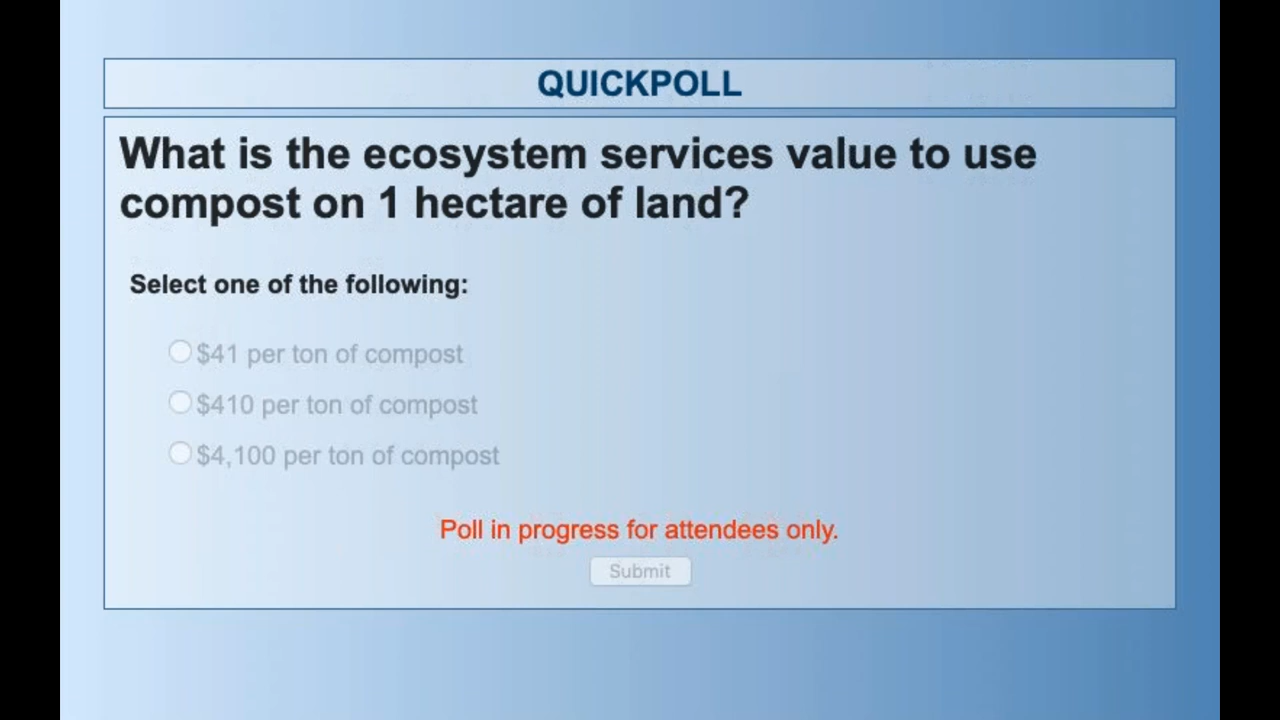 QUICKPOLL
What is the ecosystem services value to use
compost on 1 hectare of land?
Select one of the following:
$41 per ton of compost
$410 per ton of compost
$4,100 per ton of compost
Poll in progress for attendees only.
Submit